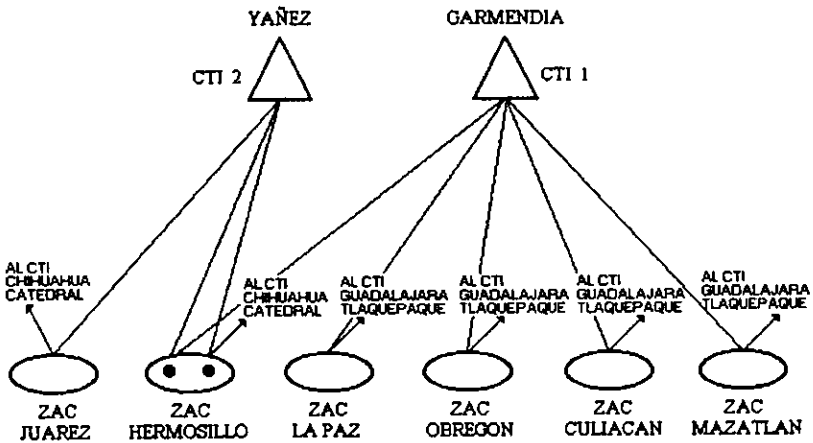 YAÑEZ
GARMENDIA
CTI 2
CTI 1
AL CTI
CHIHUAHUA
CATEDRAL
AL CTI
CHIHUAHUA
CATEDRAL
AL CTI
GUADALAJARA
TLAQUEPAQUE
AL CTI
GUADALAJARA
TLAQUEPAQUE
AL CTI
GUADALAJARA
TLAQUEPAQUE
AL CTI
GUADALAJARA
TLAQUEPAQUE
ZAC
JUAREZ
ZAC
HERMOSILLO
ZAC
LA PAZ
ZAC
OBREGON
ZAC
CULIACAN
ZAC
MAZATLAN